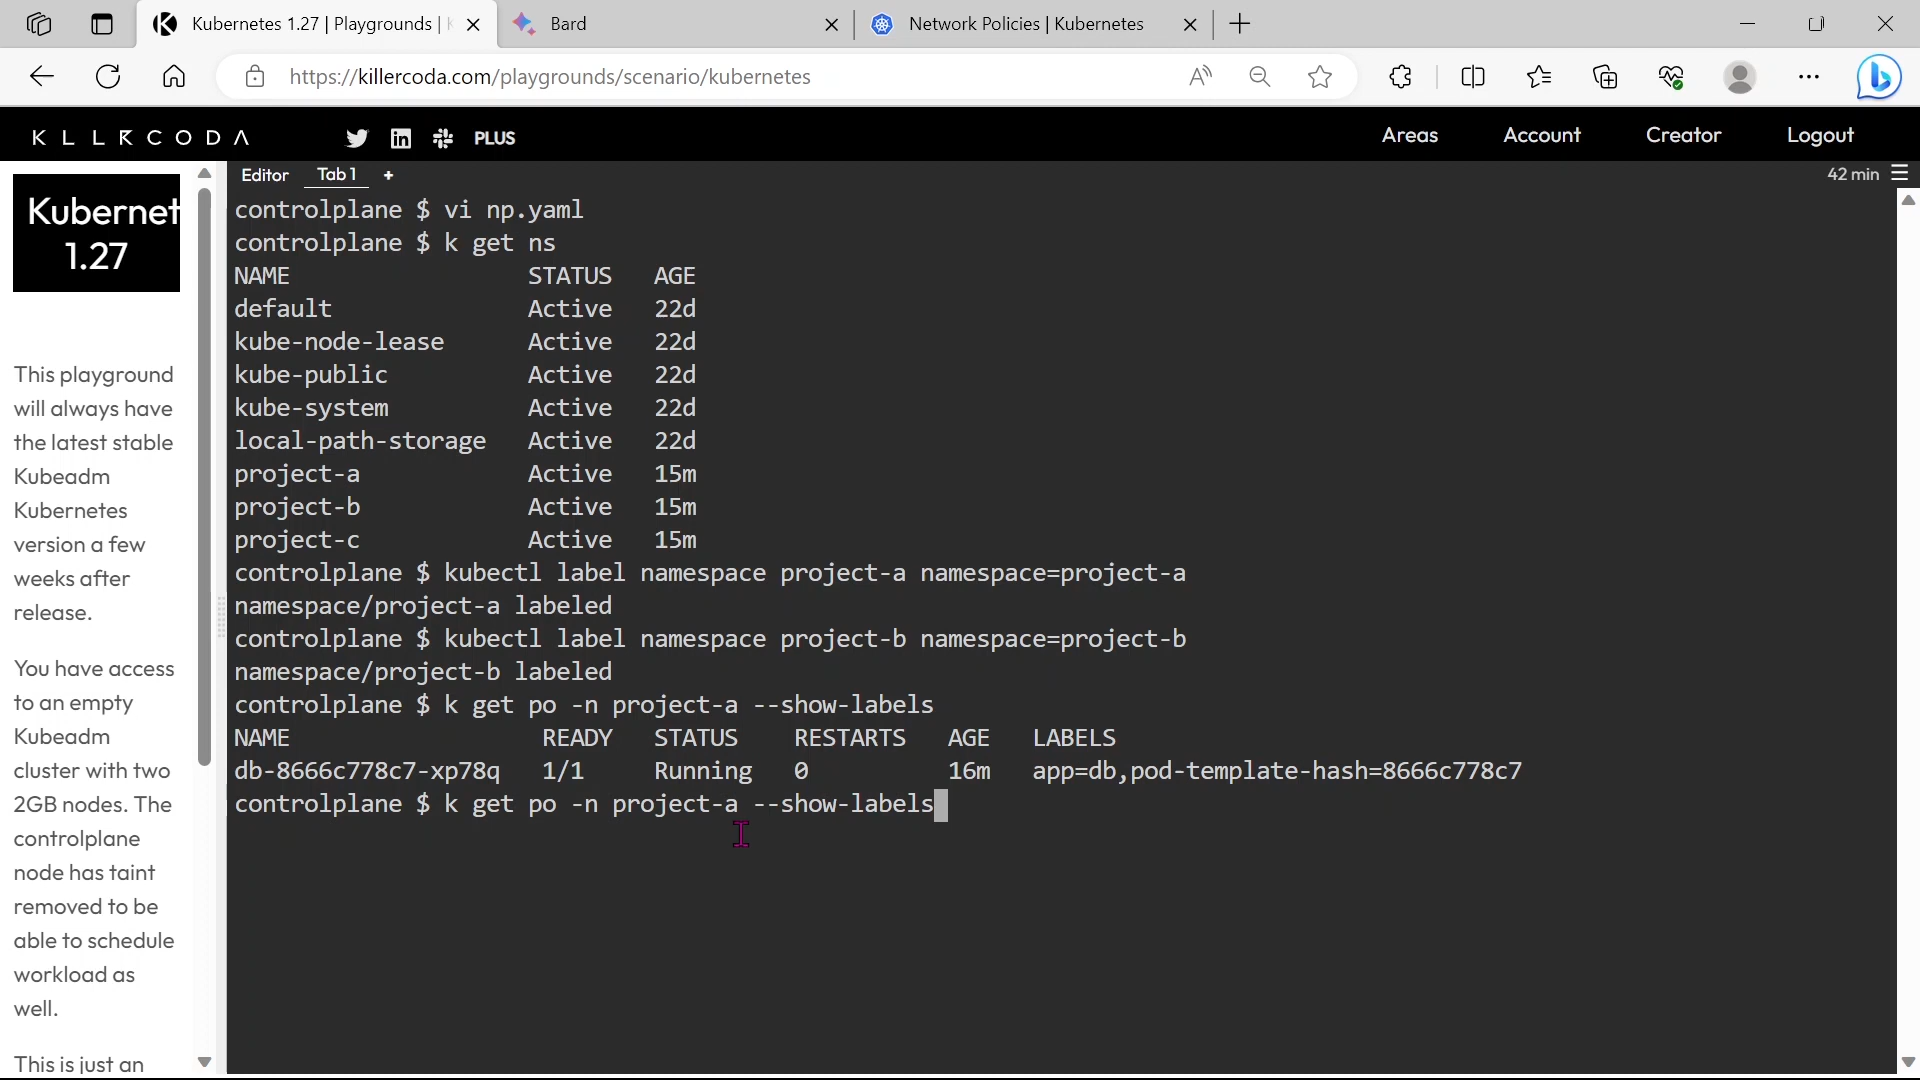 Kubernetes 1.27 | Playgrounds | K
Bard
Network Policies | Kubernetes
https://killercoda.com/playgrounds/scenario/kubernetes
KLLRCODA
PLUS
Areas
Account
Creator
Logout
Editor
Tab 1
+
42 min
Kubernet
1.27
This playground
will always have
the latest stable
Kubeadm
Kubernetes
version a few
weeks after
release.
You have access
to an empty
Kubeadm
cluster with two
2GB nodes. The
controlplane
node has taint
removed to be
able to schedule
workload as
well.
This is just an
controlplane $ vi np.yaml
controlplane $ k get ns
NAME STATUS AGE
default Active 22d
kube-node-lease Active 22d
kube-public Active 22d
kube-system Active 22d
local-path-storage Active 22d
project-a Active 15m
project-b Active 15m
project-c Active 15m
controlplane $ kubectl label namespace project-a namespace=project-a
namespace/project-a labeled
controlplane $ kubectl label namespace project-b namespace=project-b
namespace/project-b labeled
controlplane $ k get po -n project-a --show-labels
NAME READY STATUS RESTARTS AGE LABELS
db-8666c778c7-xp78q 1/1 Running 0 16m app=db,pod-template-hash=8666c778c7
controlplane $ k get po -n project-a --show-labels